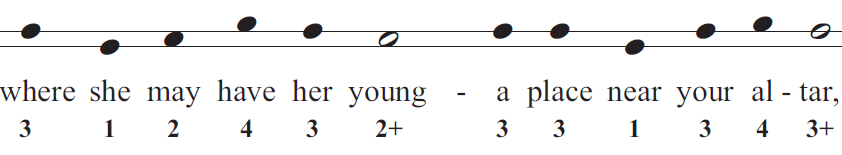 where she may have her young - a place near your al - tar,
3 1 2 4 3 2+ 3 3 1 3 4 3+